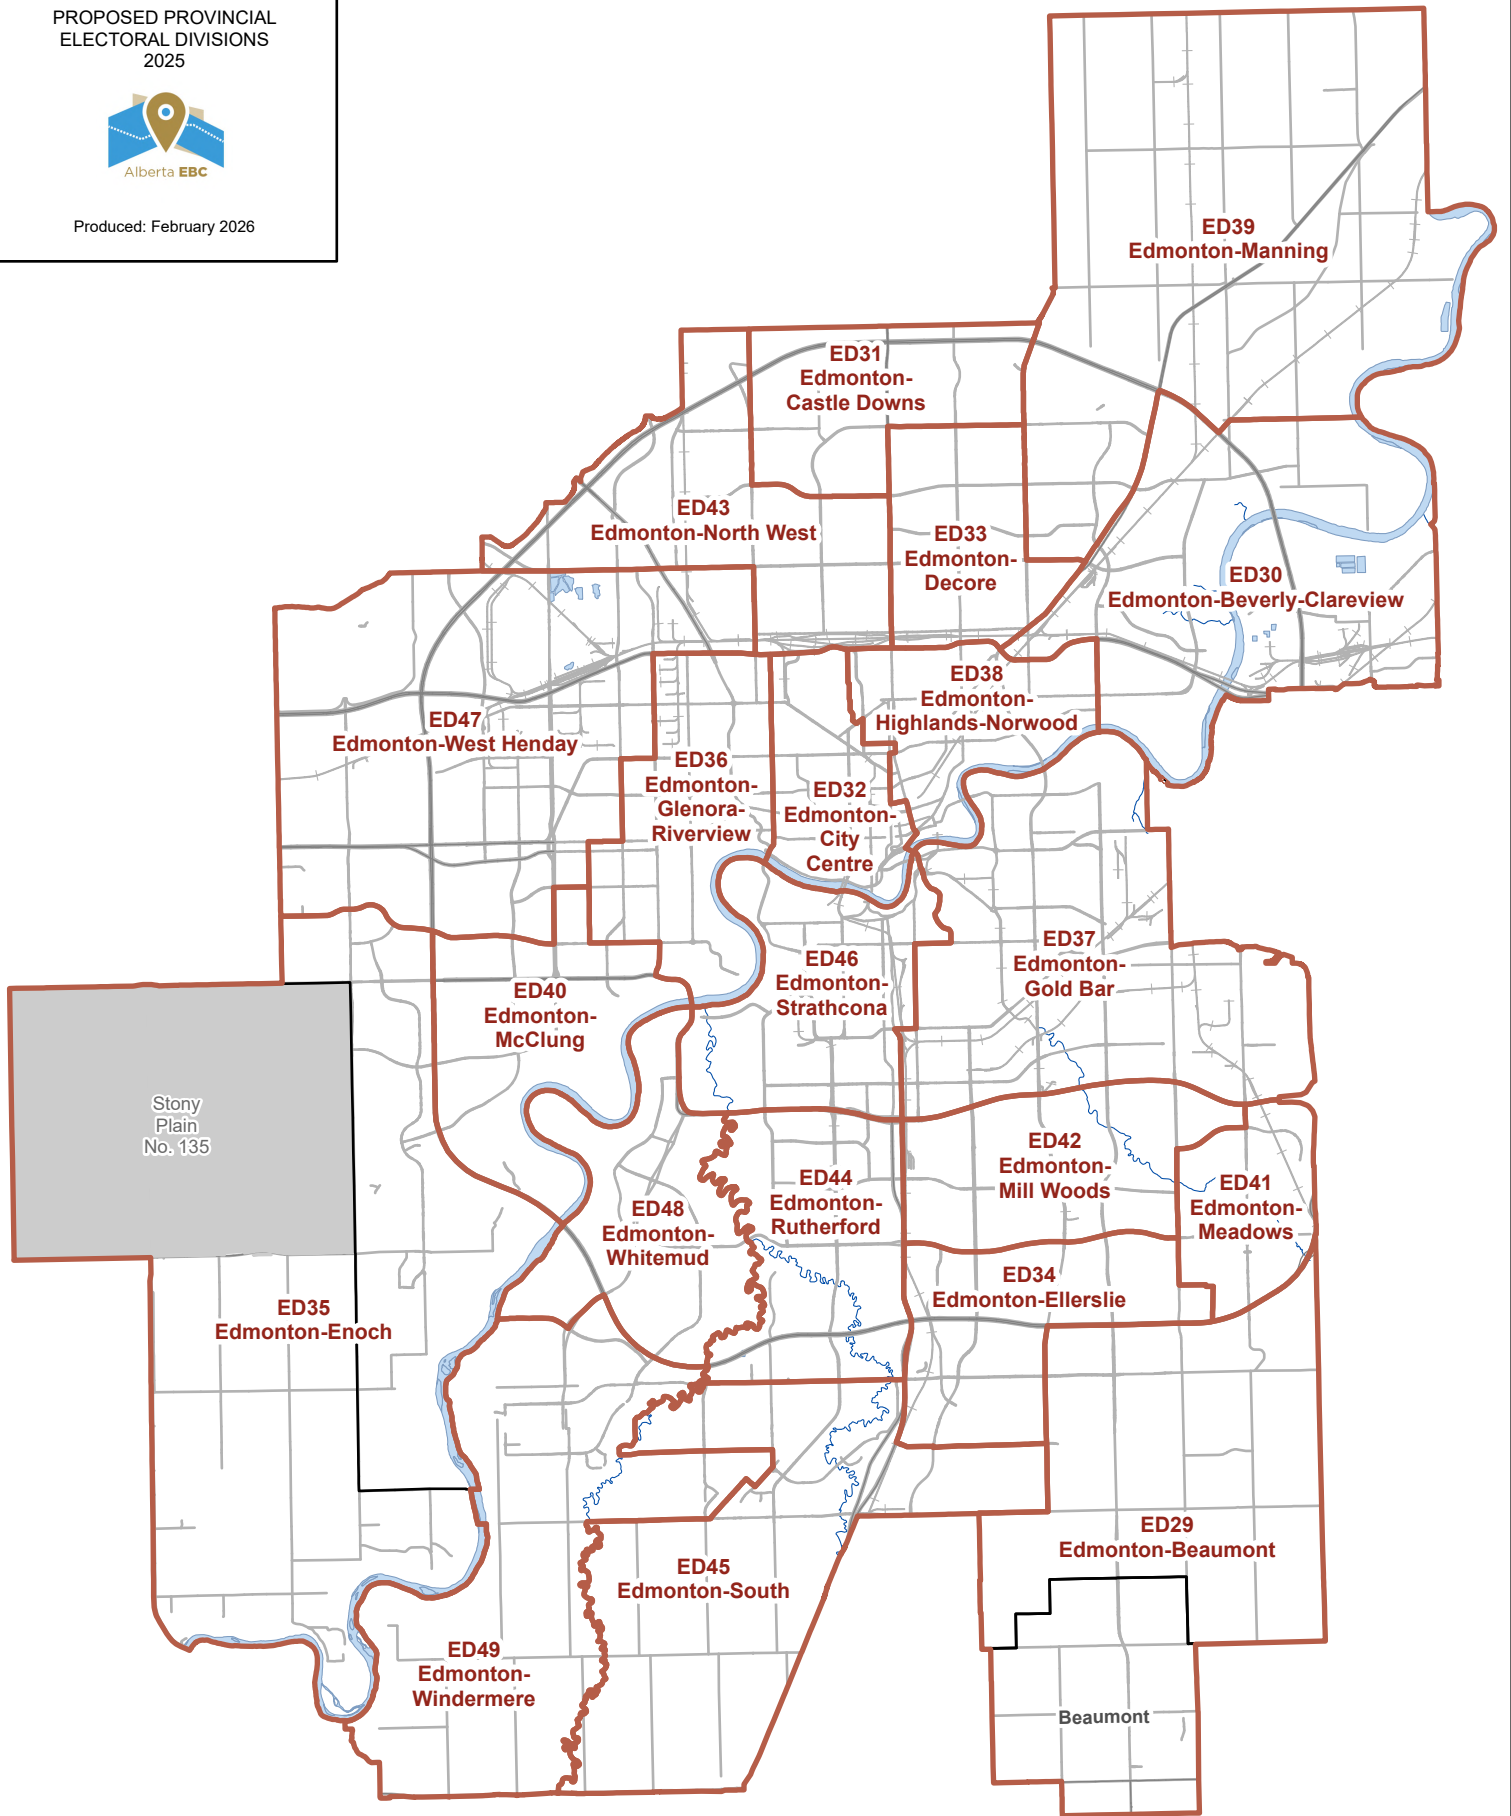 PROPOSED PROVINCIAL
ELECTORAL DIVISIONS
2025
Alberta EBC
Produced: February 2026
ED39
Edmonton-Manning
ED31
Edmonton-
Castle Downs
ED43
Edmonton-North West
ED33
Edmonton-
Decore
ED30
Edmonton-Beverly-Clareview
ED38
Edmonton-
Highlands-Norwood
ED47
Edmonton-West Henday
ED36
Edmonton-
Glenora-
Riverview
ED32
Edmonton-
City
Centre
ED46
Edmonton-
Strathcona
ED37
Edmonton-
Gold Bar
ED40
Edmonton-
McClung
Stony
Plain
No. 135
ED42
Edmonton-
Mill Woods
ED44
Edmonton-
Rutherford
ED41
Edmonton-
Meadows
ED48
Edmonton-
Whitemud
ED34
Edmonton-Ellerslie
ED35
Edmonton-Enoch
ED29
Edmonton-Beaumont
ED45
Edmonton-South
ED49
Edmonton-
Windermere
Beaumont